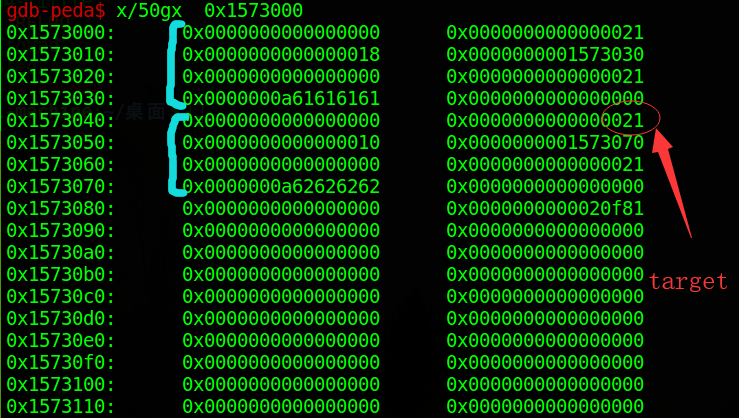 gdb-peda$ x/50gx 0x1573000
0x1573000: 0x0000000000000000 0x0000000000000021
0x1573010: 0x0000000000000018 0x0000000001573030
0x1573020: 0x0000000000000000 0x0000000000000021
0x1573030: 0x0000000a61616161 0x0000000000000000
0x1573040: 0x0000000000000000 0x0000000000000021
0x1573050: 0x0000000000000010 0x0000000001573070
0x1573060: 0x0000000000000000 0x0000000000000021
0x1573070: 0x0000000a62626262 0x0000000000000000
0x1573080: 0x0000000000000000 0x0000000000020f81
0x1573090: 0x0000000000000000 0x0000000000000000
0x15730a0: 0x0000000000000000 0x0000000000000000
0x15730b0: 0x0000000000000000 0x0000000000000000
0x15730c0: 0x0000000000000000 0x0000000000000000
0x15730d0: 0x0000000000000000 0x0000000000000000
0x15730e0: 0x0000000000000000 0x0000000000000000
0x15730f0: 0x0000000000000000 0x0000000000000000
0x1573100: 0x0000000000000000 0x0000000000000000
0x1573110: 0x0000000000000000 0x0000000000000000
target
/桌面